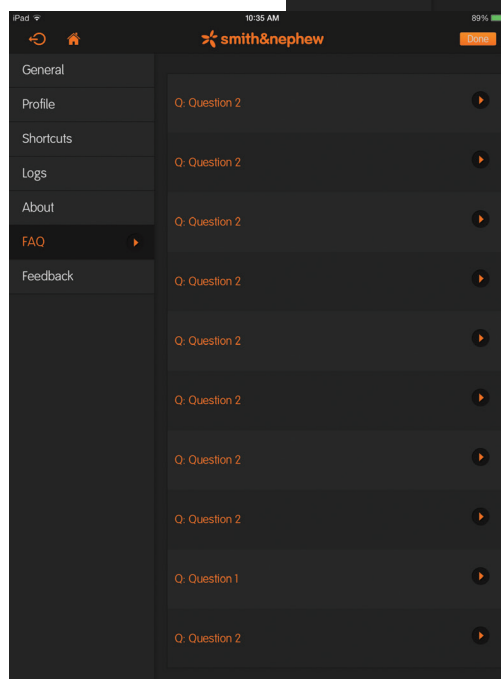 iPad 10:35 AM 89%
smith&nephew Done
General
Profile
Shortcuts
Logs
About
FAQ
Feedback
Q: Question 2
Q: Question 2
Q: Question 2
Q: Question 2
Q: Question 2
Q: Question 2
Q: Question 2
Q: Question 2
Q: Question 1
Q: Question 2